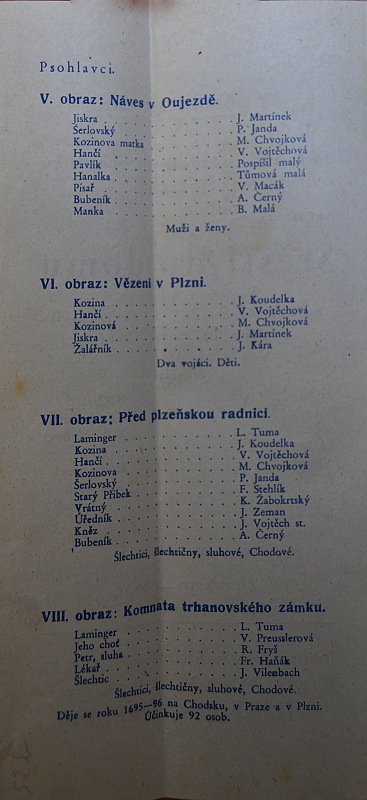 Psohlavci.
V. obraz: Náves v Oujezdě.
Jiskra . . . . . . . . . . . J. Martínek
Šerlovský . . . . . . . . . . P. Janda
Kozinova matka . . . . . . . . M. Chvojková
Hančí . . . . . . . . . . . V. Vojtěchová
Pavlík . . . . . . . . . . . Pospíšil malý
Hanalka . . . . . . . . . . Tůmová malá
Písař . . . . . . . . . . . V. Macák
Bubeník . . . . . . . . . . A. Černý
Manka . . . . . . . . . . . B. Malá
Muži a ženy.
VI. obraz: Vězení v Plzni.
Kozina . . . . . . . . . . J. Koudelka
Hančí . . . . . . . . . . . V. Vojtěchová
Kozinová . . . . . . . . . . M. Chvojková
Jiskra . . . . . . . . . . . J. Martínek
Žalářník . . . . . . . . . . J. Kára
Dva vojáci. Děti.
VII. obraz: Před plzeňskou radnicí.
Laminger . . . . . . . . . . L. Tuma
Kozina . . . . . . . . . . J. Koudelka
Hančí . . . . . . . . . . . V. Vojtěchová
Kozinova . . . . . . . . . . M. Chvojková
Šerlovský . . . . . . . . . . P. Janda
Starý Přibek . . . . . . . . . F. Stehlík
Vrátný . . . . . . . . . . K. Žabokrtský
Úředník . . . . . . . . . . J. Zeman
Kněz . . . . . . . . . . . J. Vojtěch st.
Bubeník . . . . . . . . . . A. Černý
Šlechtici, šlechtičny, sluhové, Chodové.
VIII. obraz: Komnata trhanovského zámku.
Laminger . . . . . . . . . . L. Tuma
Jeho choť . . . . . . . . . . V. Preusslerová
Petr, sluha . . . . . . . . . R. Fryš
Lékař . . . . . . . . . . . Fr. Haňák
Šlechtic . . . . . . . . . . J. Vilenbach
Šlechtici, šlechtičny, sluhové, Chodové.
Děje se roku 1695—96 na Chodsku, v Praze a v Plzni.
Účinkuje 92 osob.